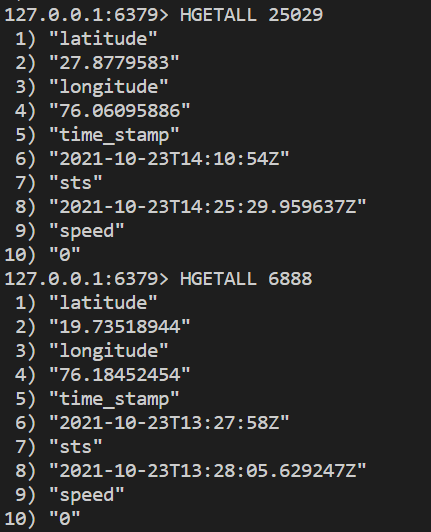 127.0.0.1:6379> HGETALL 25029
1) "latitude"
2) "27.8779583"
3) "longitude"
4) "76.06095886"
5) "time_stamp"
6) "2021-10-23T14:10:54Z"
7) "sts"
8) "2021-10-23T14:25:29.959637Z"
9) "speed"
10) "0"
127.0.0.1:6379> HGETALL 6888
1) "latitude"
2) "19.73518944"
3) "longitude"
4) "76.18452454"
5) "time_stamp"
6) "2021-10-23T13:27:58Z"
7) "sts"
8) "2021-10-23T13:28:05.629247Z"
9) "speed"
10) "0"